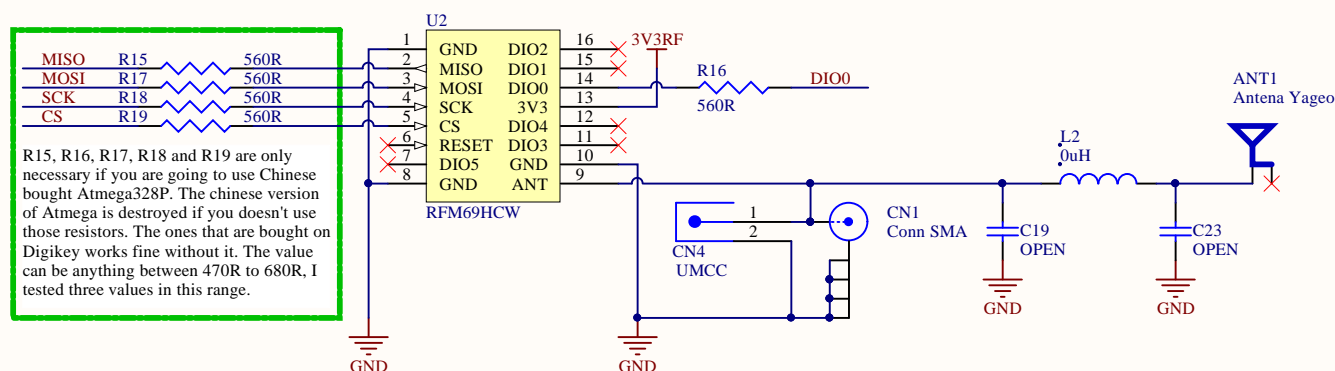 U2
MISO R15 560R
MOSI R17 560R
SCK R18 560R
CS R19 560R
R15, R16, R17, R18 and R19 are only
necessary if you are going to use Chinese
bought Atmega328P. The chinese version
of Atmega is destroyed if you doesn't use
those resistors. The ones that are bought on
Digikey works fine without it. The value
can be anything between 470R to 680R, I
tested three values in this range.
1 GND DIO2 16
2 MISO DIO1 15
3 MOSI DIO0 14
4 SCK 3V3 13
5 CS DIO4 12
6 RESET DIO3 11
7 DIO5 GND 10
8 GND ANT 9
RFM69HCW
3V3RF
R16
560R
DIO0
ANT1
Antena Yageo
L2
0uH
1
2
CN4
UMCC
CN1
Conn SMA
C19
OPEN
C23
OPEN
GND
GND
GND
GND